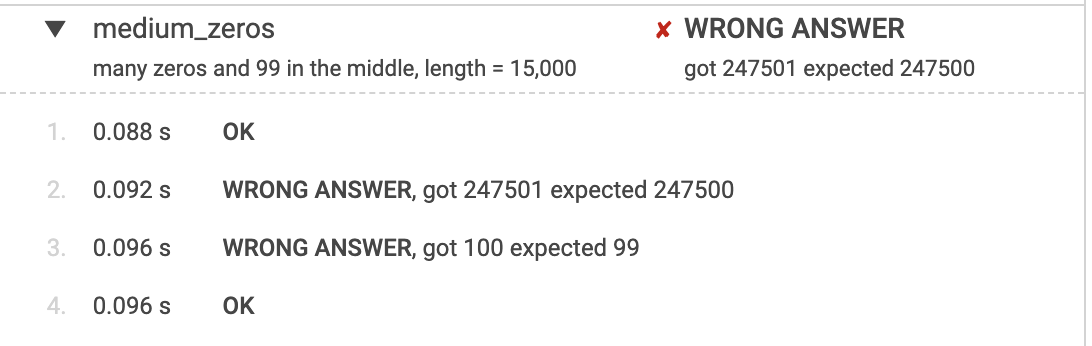 ▼ medium_zeros ✘ WRONG ANSWER
many zeros and 99 in the middle, length = 15,000 got 247501 expected 247500
1. 0.088 s OK
2. 0.092 s WRONG ANSWER, got 247501 expected 247500
3. 0.096 s WRONG ANSWER, got 100 expected 99
4. 0.096 s OK